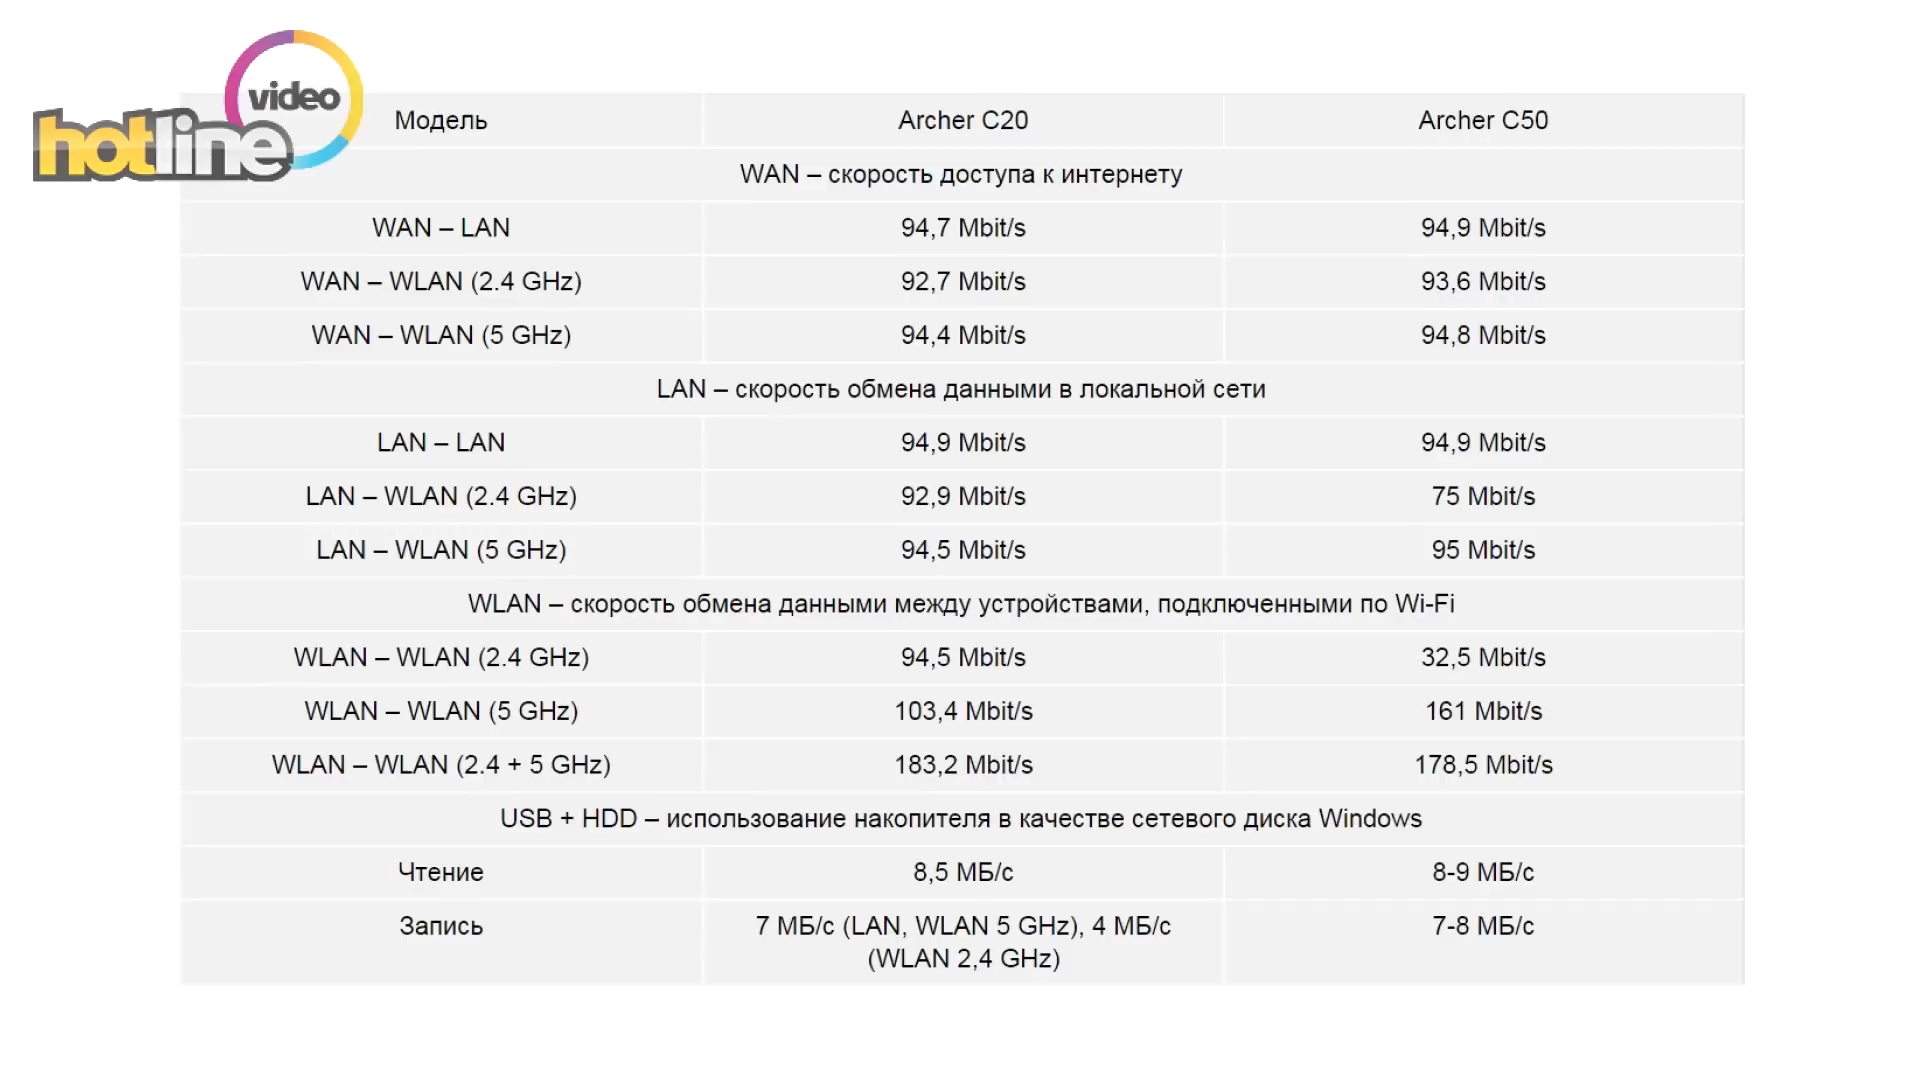 video
hotline
Модель Archer C20 Archer C50
WAN – скорость доступа к интернету
WAN – LAN 94,7 Mbit/s 94,9 Mbit/s
WAN – WLAN (2.4 GHz) 92,7 Mbit/s 93,6 Mbit/s
WAN – WLAN (5 GHz) 94,4 Mbit/s 94,8 Mbit/s
LAN – скорость обмена данными в локальной сети
LAN – LAN 94,9 Mbit/s 94,9 Mbit/s
LAN – WLAN (2.4 GHz) 92,9 Mbit/s 75 Mbit/s
LAN – WLAN (5 GHz) 94,5 Mbit/s 95 Mbit/s
WLAN – скорость обмена данными между устройствами, подключенными по Wi-Fi
WLAN – WLAN (2.4 GHz) 94,5 Mbit/s 32,5 Mbit/s
WLAN – WLAN (5 GHz) 103,4 Mbit/s 161 Mbit/s
WLAN – WLAN (2.4 + 5 GHz) 183,2 Mbit/s 178,5 Mbit/s
USB + HDD – использование накопителя в качестве сетевого диска Windows
Чтение 8,5 МБ/с 8-9 МБ/с
Запись 7 МБ/с (LAN, WLAN 5 GHz), 4 МБ/с 7-8 МБ/с
(WLAN 2,4 GHz)